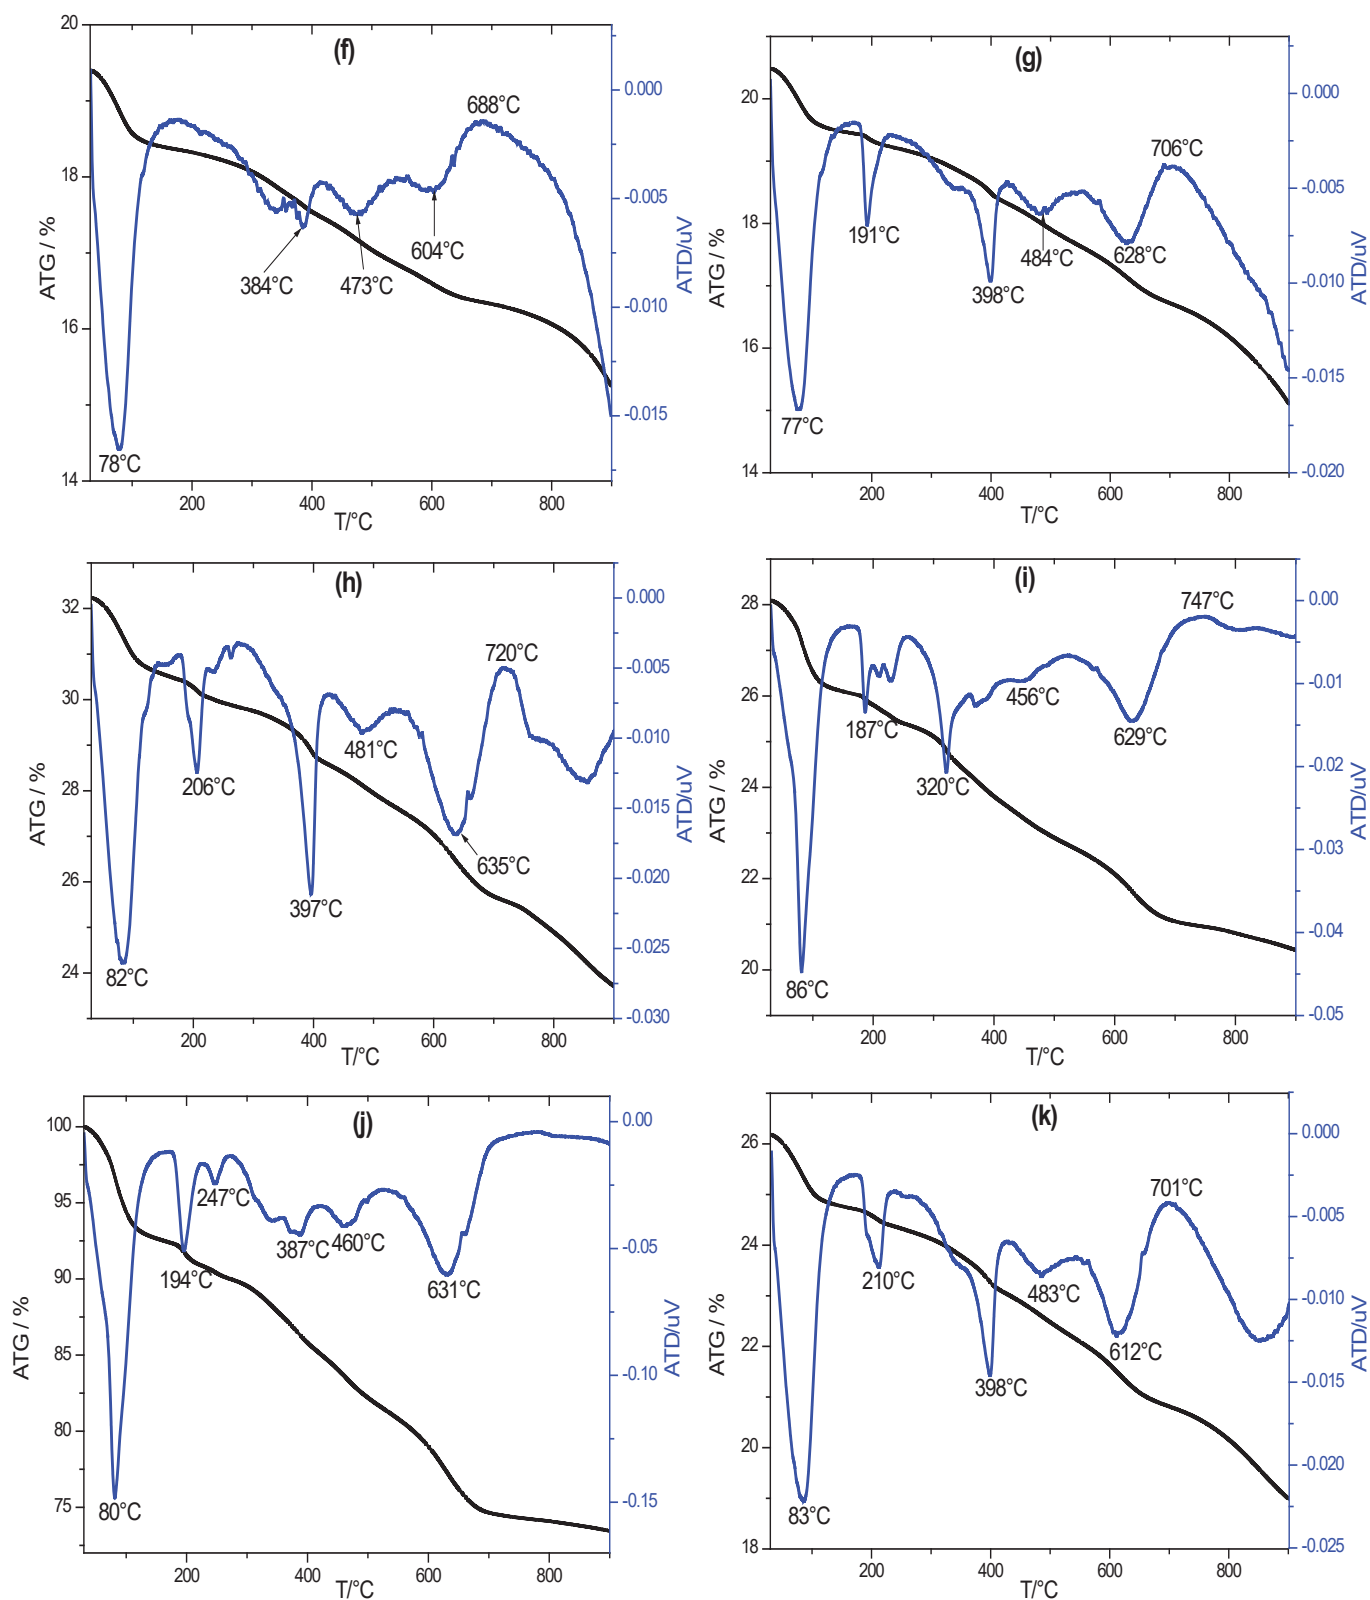 (f)
20
18
16
14
ATG / %
0.000
-0.005
-0.010
-0.015
ATD/uV
688°C
384°C
473°C
604°C
78°C
200
400
600
800
T/°C
(g)
20
18
16
14
ATG / %
0.000
-0.005
-0.010
-0.015
-0.020
ATD/uV
706°C
191°C
484°C
628°C
398°C
77°C
200
400
600
800
T/°C
(h)
32
30
28
26
24
ATG / %
0.000
-0.005
-0.010
-0.015
-0.020
-0.025
-0.030
ATD/uV
720°C
481°C
206°C
635°C
397°C
82°C
200
400
600
800
T/°C
(i)
28
26
24
22
20
ATG / %
0.00
-0.01
-0.02
-0.03
-0.04
-0.05
ATD/uV
747°C
456°C
187°C
629°C
320°C
86°C
200
400
600
800
T/°C
(j)
100
95
90
85
80
75
ATG / %
0.00
-0.05
-0.10
-0.15
ATD/uV
247°C
387°C
460°C
194°C
631°C
80°C
200
400
600
800
T/°C
(k)
26
24
22
20
18
ATG / %
0.000
-0.005
-0.010
-0.015
-0.020
-0.025
ATD/uV
701°C
210°C
483°C
612°C
398°C
83°C
200
400
600
800
T/°C